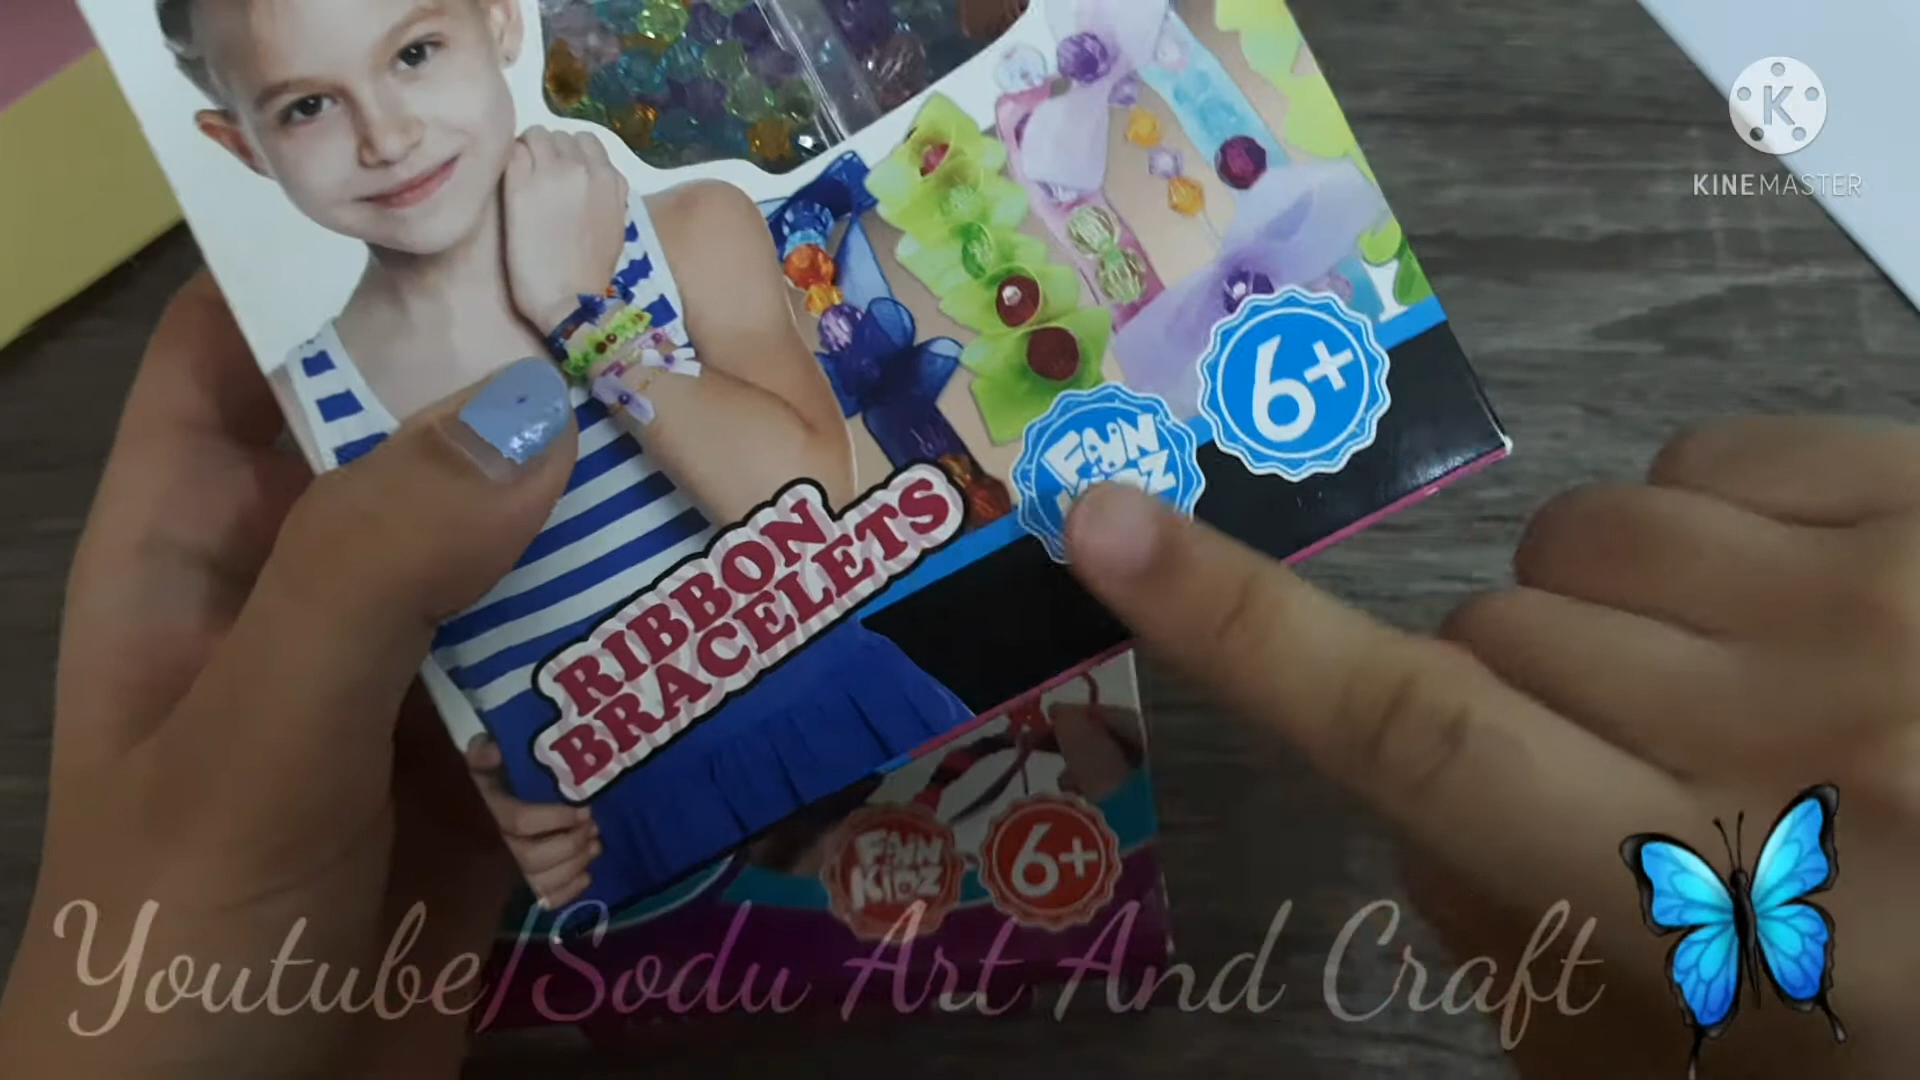 K
KINEMASTER
6+
FUN
KIDZ
RIBBON
BRACELETS
FUN
KIDZ
6+
Youtube/Sodu Art And Craft